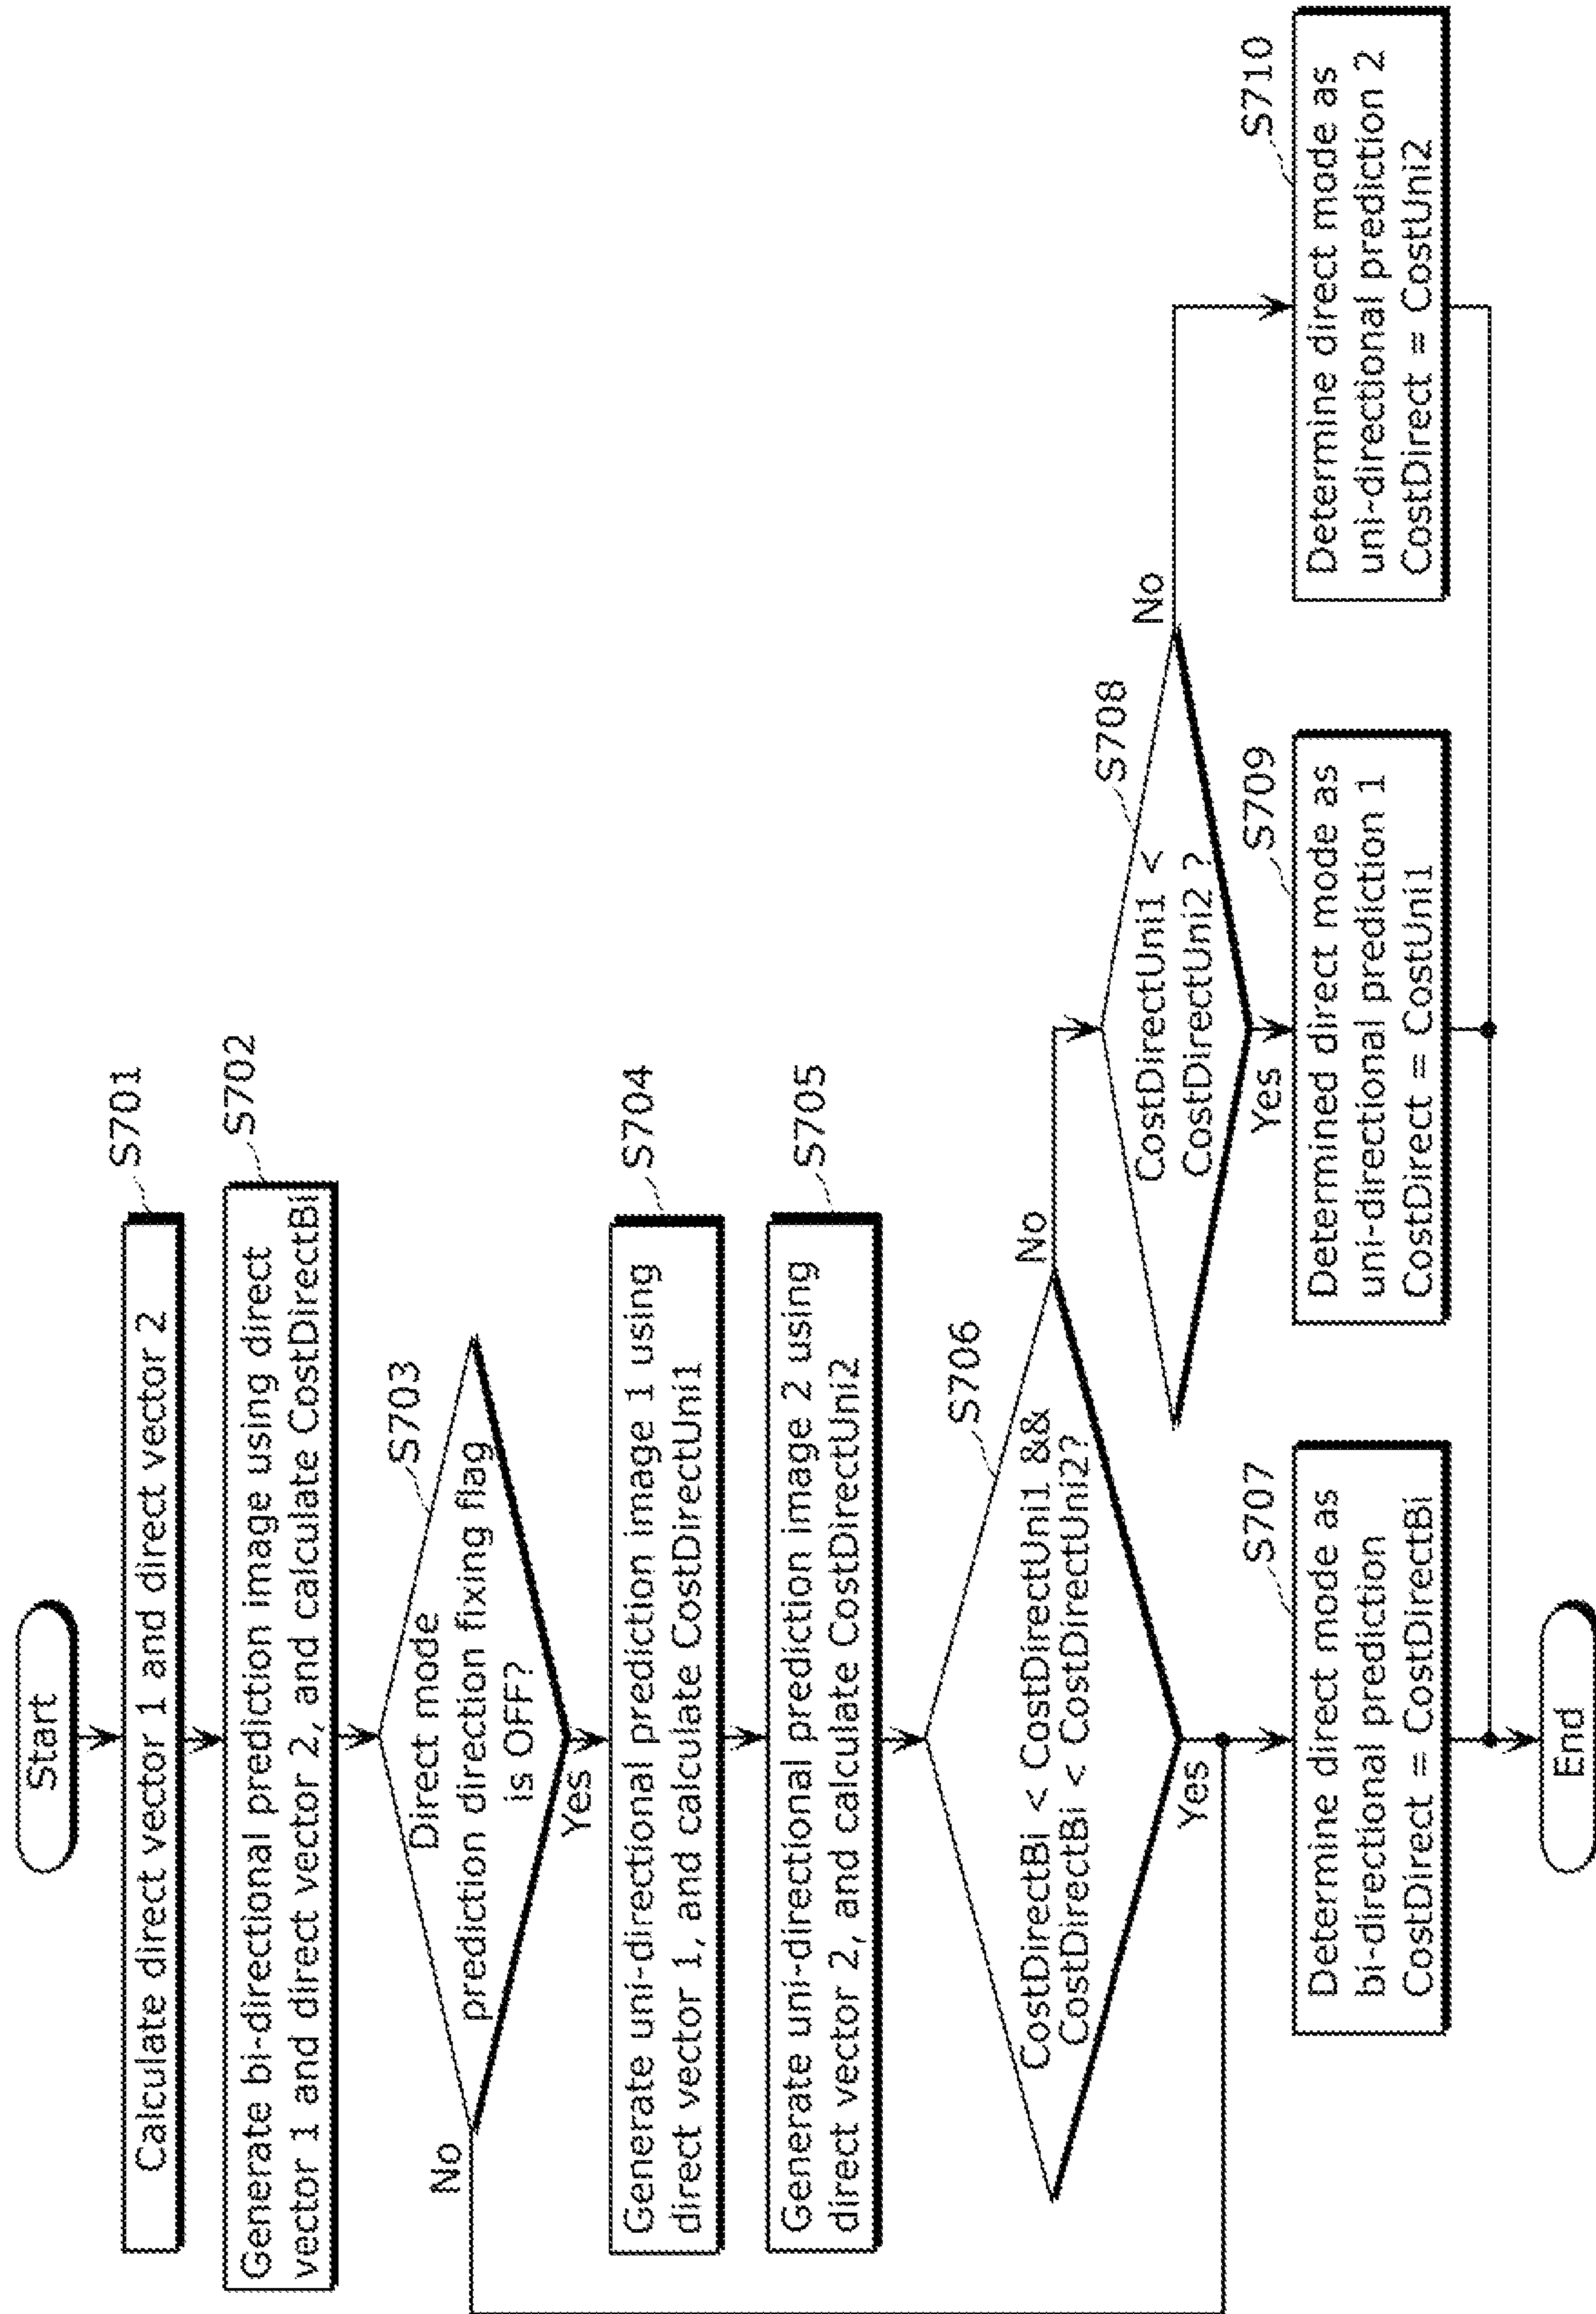 Start
S701
Calculate direct vector 1 and direct vector 2
S702
Generate bi-directional prediction image using direct
vector 1 and direct vector 2, and calculate CostDirectBi
S703
Direct mode
prediction direction fixing flag
is OFF?
No
Yes
S704
Generate uni-directional prediction image 1 using
direct vector 1, and calculate CostDirectUni1
S705
Generate uni-directional prediction image 2 using
direct vector 2, and calculate CostDirectUni2
S706
CostDirectBi < CostDirectUni1 &&
CostDirectBi < CostDirectUni2?
No
Yes
S708
CostDirectUni1 <
CostDirectUni2 ?
No
Yes
S707
Determine direct mode as
bi-directional prediction
CostDirect = CostDirectBi
S709
Determined direct mode as
uni-directional prediction 1
CostDirect = CostUni1
S710
Determine direct mode as
uni-directional prediction 2
CostDirect = CostUni2
End